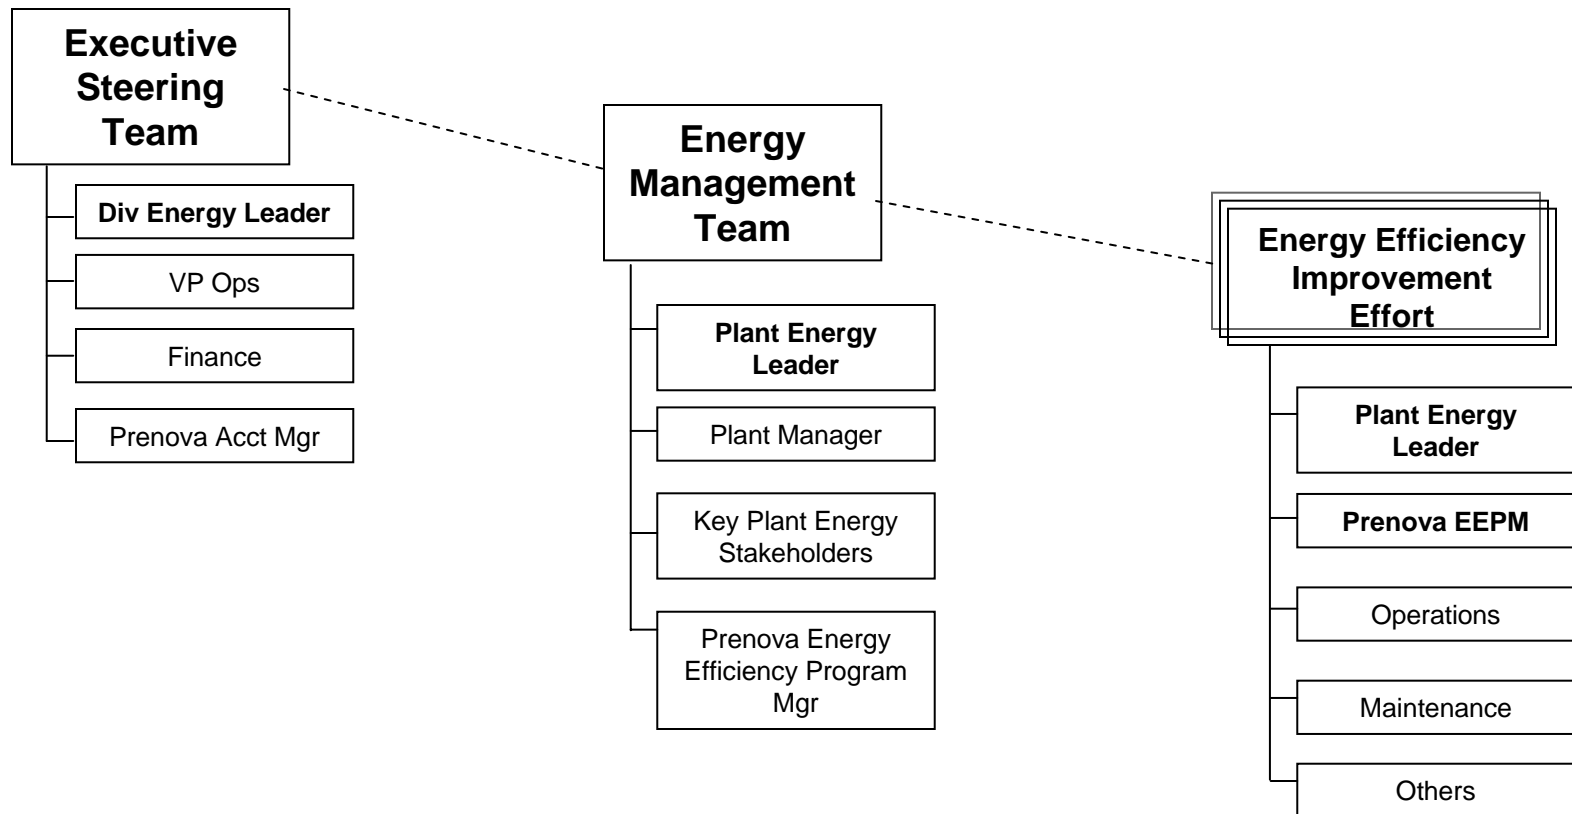 Executive
Steering
Team
Div Energy Leader
VP Ops
Finance
Prenova Acct Mgr
Energy
Management
Team
Plant Energy
Leader
Plant Manager
Key Plant Energy
Stakeholders
Prenova Energy
Efficiency Program
Mgr
Energy Efficiency
Improvement
Effort
Plant Energy
Leader
Prenova EEPM
Operations
Maintenance
Others